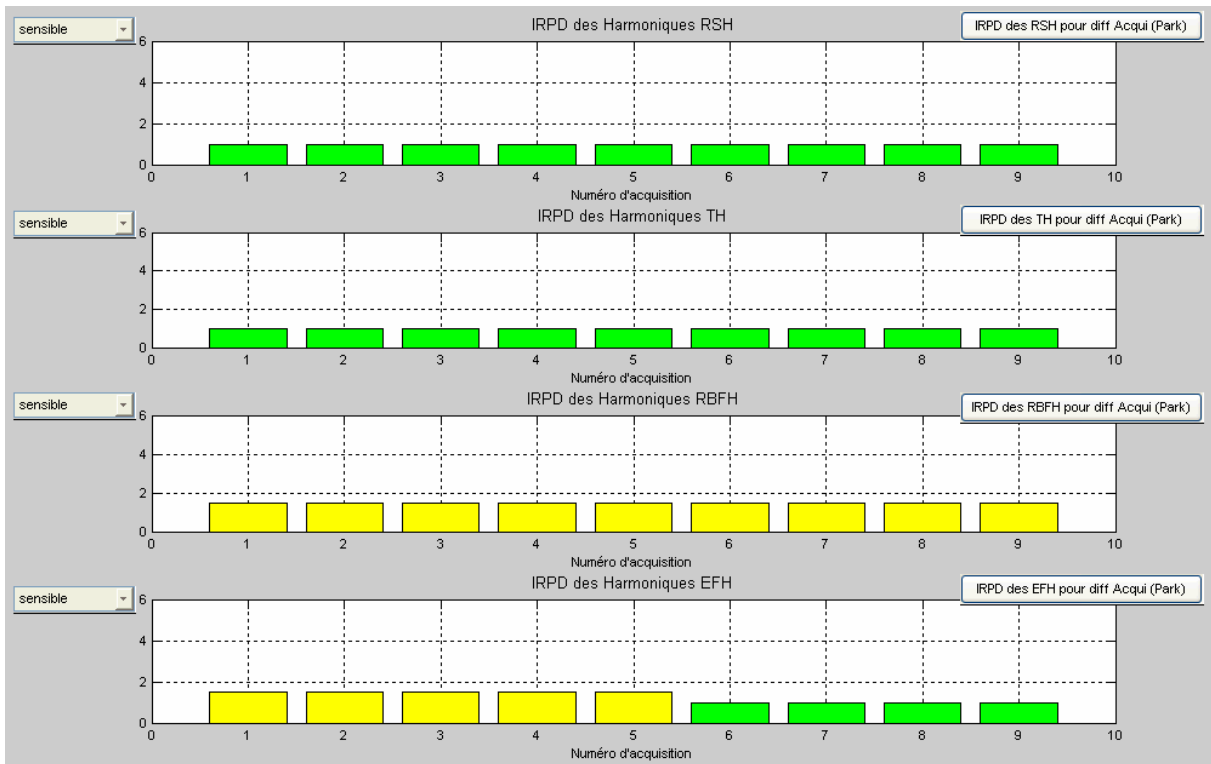 sensible
IRPD des Harmoniques RSH
IRPD des RSH pour diff Acqui (Park)
6
4
2
0
0 1 2 3 4 5 6 7 8 9 10
Numéro d'acquisition
sensible
IRPD des Harmoniques TH
IRPD des TH pour diff Acqui (Park)
6
4
2
0
0 1 2 3 4 5 6 7 8 9 10
Numéro d'acquisition
sensible
IRPD des Harmoniques RBFH
IRPD des RBFH pour diff Acqui (Park)
6
4
2
0
0 1 2 3 4 5 6 7 8 9 10
Numéro d'acquisition
sensible
IRPD des Harmoniques EFH
IRPD des EFH pour diff Acqui (Park)
6
4
2
0
0 1 2 3 4 5 6 7 8 9 10
Numéro d'acquisition